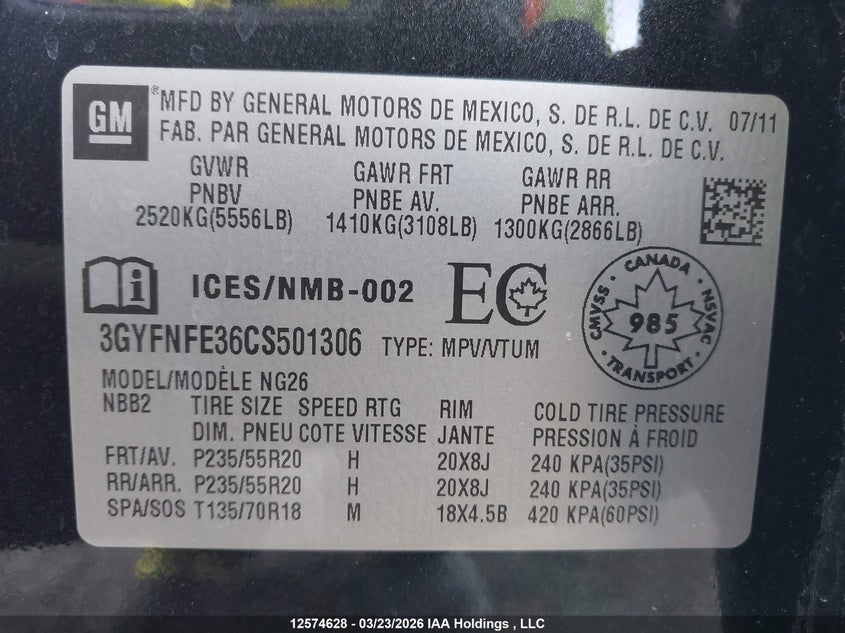 GM
®
MFD BY GENERAL MOTORS DE MEXICO, S. DE R.L. DE C.V. 07/11
FAB. PAR GENERAL MOTORS DE MEXICO, S. DE R.L. DE C.V.
GVWR GAWR FRT GAWR RR
PNBV PNBE AV. PNBE ARR.
2520KG(5556LB) 1410KG(3108LB) 1300KG(2866LB)
i ICES/NMB-002 EC
CANADA
CMVSS 985 NSVAC
TRANSPORT
3GYFNFE36CS501306 TYPE: MPV/VTUM
MODEL/MODÈLE NG26
NBB2 TIRE SIZE SPEED RTG RIM COLD TIRE PRESSURE
DIM. PNEU COTE VITESSE JANTE PRESSION À FROID
FRT/AV. P235/55R20 H 20X8J 240 KPA(35PSI)
RR/ARR. P235/55R20 H 20X8J 240 KPA(35PSI)
SPA/SOS T135/70R18 M 18X4.5B 420 KPA(60PSI)
12574628 - 03/23/2026 IAA Holdings , LLC